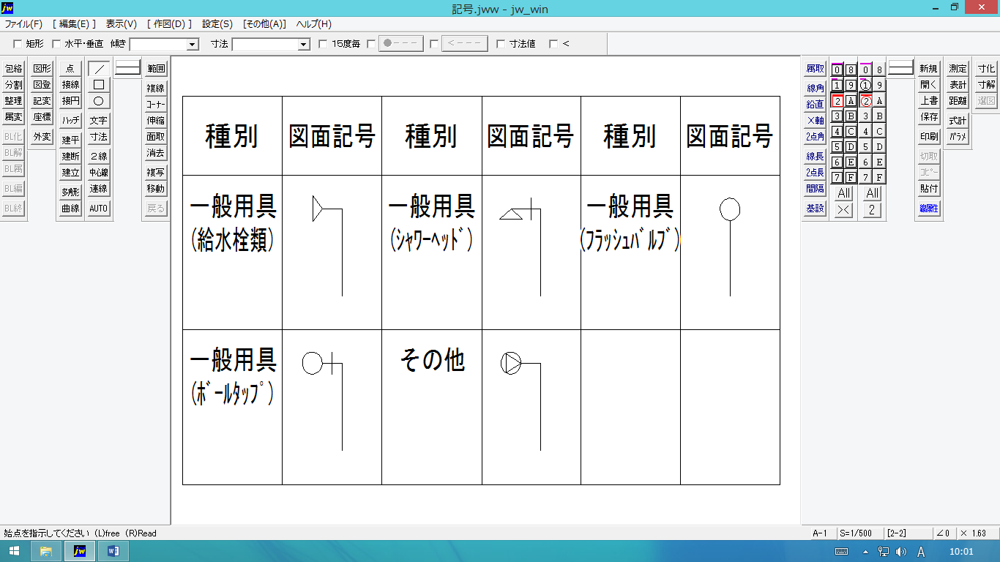 記号.jww - jw_win
ファイル(F) [ 編集(E) ] 表示(V) [ 作図(D) ] 設定(S) [その他(A)] ヘルプ(H)
矩形 水平・垂直 傾き 寸法 15度毎 ●--- <--- 寸法値 <
包絡 図形 点 ／ 範囲
分割 図登 接線 □ 複線
整理 記変 接円 ○ コーナー
属変 座標 ハッチ 文字 伸縮
BL化 外変 建平 寸法 面取
BL解 建断 2線 消去
BL属 建立 中心線 複写
BL編 多角形 連線 移動
BL終 曲線 AUTO 戻る
種別 図面記号 種別 図面記号 種別 図面記号
一般用具 一般用具 一般用具
(給水栓類) (シャワーヘッド) (フラッシュバルブ)
一般用具 その他
(ボールタップ)
属取 0 8 0 8 新規 測定 寸化
線角 1 9 1 9 開く 表計 寸解
鉛直 2 A 2 A 上書 距離 選図
X軸 3 B 3 B 保存 式計
2点角 4 C 4 C 印刷 パラメ
線長 5 D 5 D 切取
2点長 6 E 6 E コピー
間隔 7 F 7 F 貼付
基設 All All 線属性
>< 2
始点を指示してください (L)free (R)Read A-1 S=1/500 [2-2] ∠0 × 1.63
jw W A 10:01